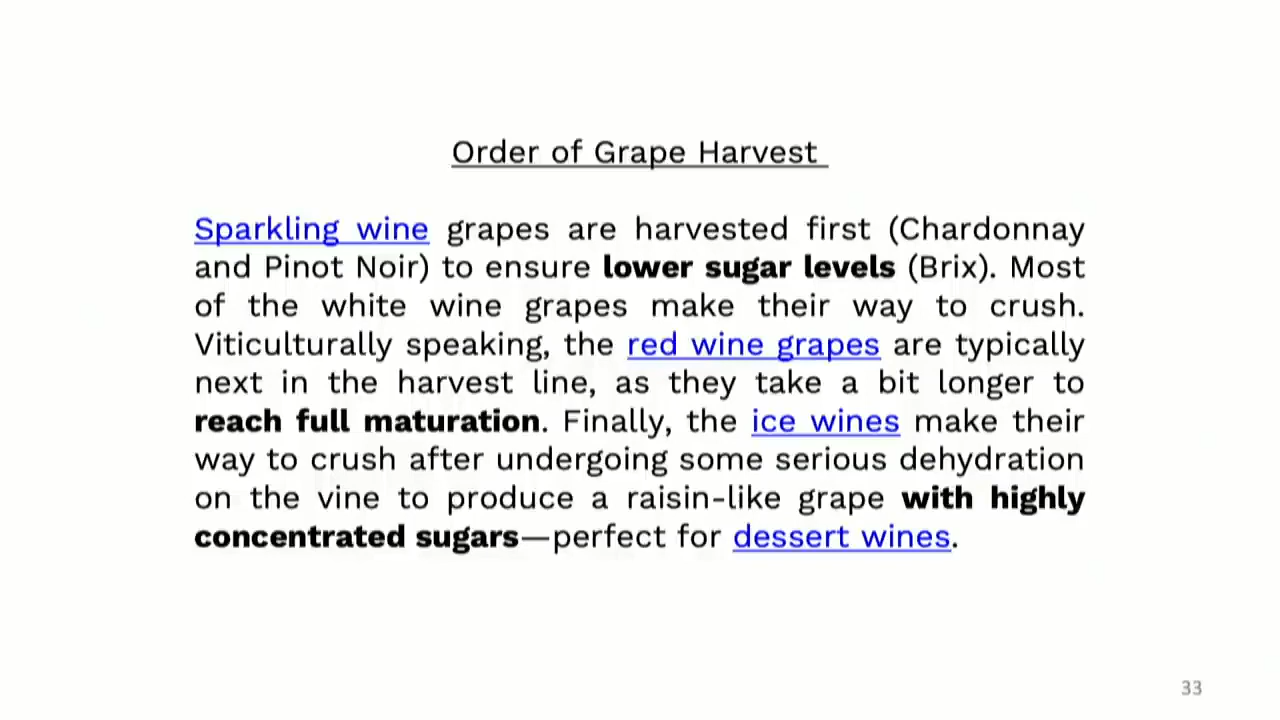 Order of Grape Harvest
Sparkling wine grapes are harvested first (Chardonnay
and Pinot Noir) to ensure lower sugar levels (Brix). Most
of the white wine grapes make their way to crush.
Viticulturally speaking, the red wine grapes are typically
next in the harvest line, as they take a bit longer to
reach full maturation. Finally, the ice wines make their
way to crush after undergoing some serious dehydration
on the vine to produce a raisin-like grape with highly
concentrated sugars—perfect for dessert wines.
33